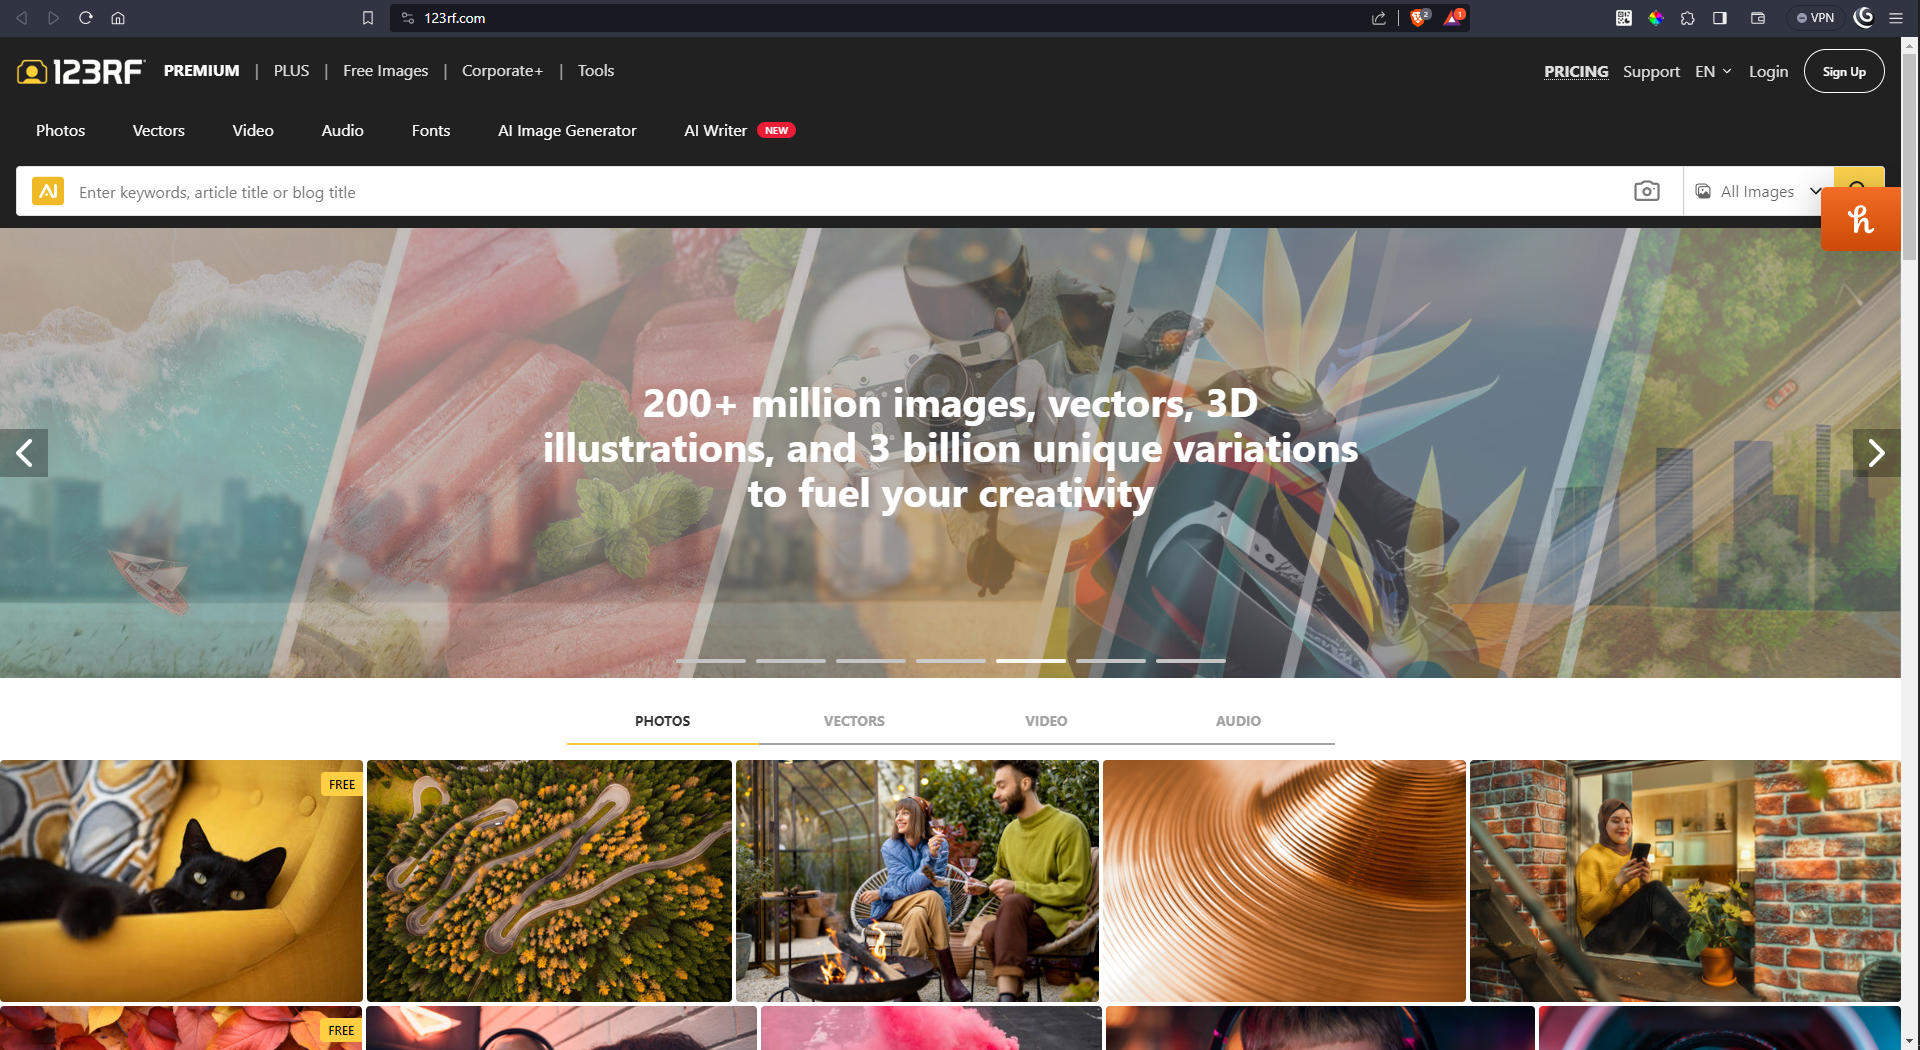 123rf.com
2
1
VPN
123RF
PREMIUM | PLUS | Free Images | Corporate+ | Tools
PRICING Support EN Login Sign Up
Photos Vectors Video Audio Fonts AI Image Generator AI Writer NEW
AI Enter keywords, article title or blog title
All Images
h
200+ million images, vectors, 3D
illustrations, and 3 billion unique variations
to fuel your creativity
PHOTOS VECTORS VIDEO AUDIO
FREE
FREE